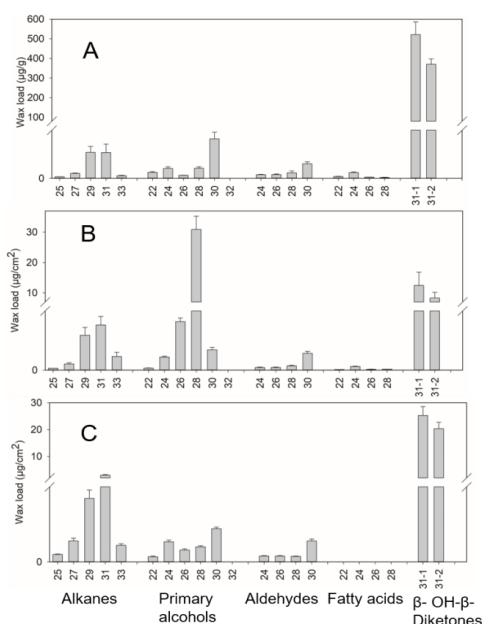 A
Wax load (µg/g)
600
500
400
300
200
100
0
25 27 29 31 33 22 24 26 28 30 32 24 26 28 30 22 24 26 28 31-1 31-2
B
Wax load (µg/cm²)
30
20
10
0
25 27 29 31 33 22 24 26 28 30 32 24 26 28 30 22 24 26 28 31-1 31-2
C
Wax load (µg/cm²)
30
20
10
0
25 27 29 31 33 22 24 26 28 30 32 24 26 28 30 22 24 26 28 31-1 31-2
Alkanes
Primary
alcohols
Aldehydes
Fatty acids
β- OH-β-
Diketones